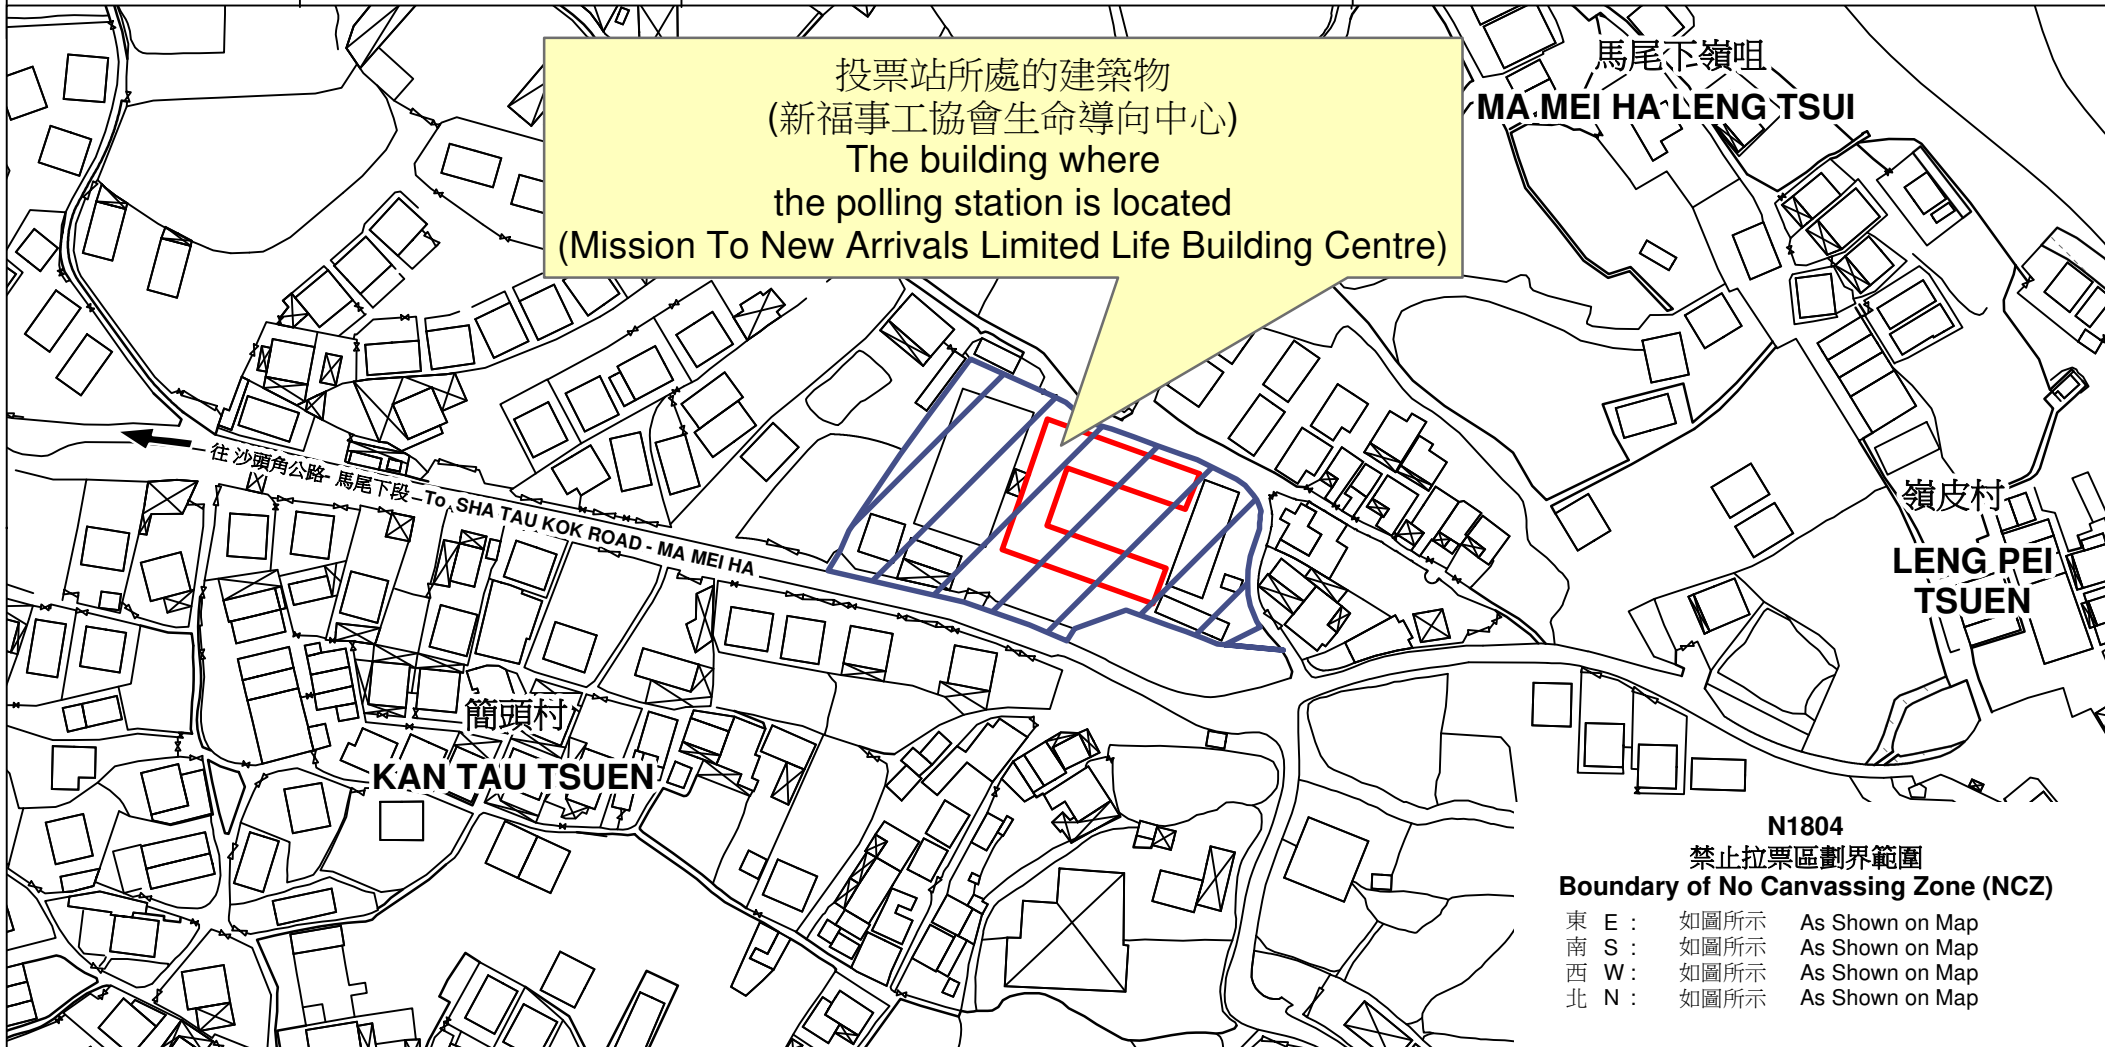 投票站所處的建築物
(新福事工協會生命導向中心)
The building where
the polling station is located
(Mission To New Arrivals Limited Life Building Centre)
馬尾下嶺咀
MA MEI HA LENG TSUI
往 沙頭角公路- 馬尾下段 To SHA TAU KOK ROAD - MA MEI HA
嶺皮村
LENG PEI
TSUEN
簡頭村
KAN TAU TSUEN
N1804
禁止拉票區劃界範圍
Boundary of No Canvassing Zone (NCZ)
東 E : 如圖所示 As Shown on Map
南 S : 如圖所示 As Shown on Map
西 W : 如圖所示 As Shown on Map
北 N : 如圖所示 As Shown on Map